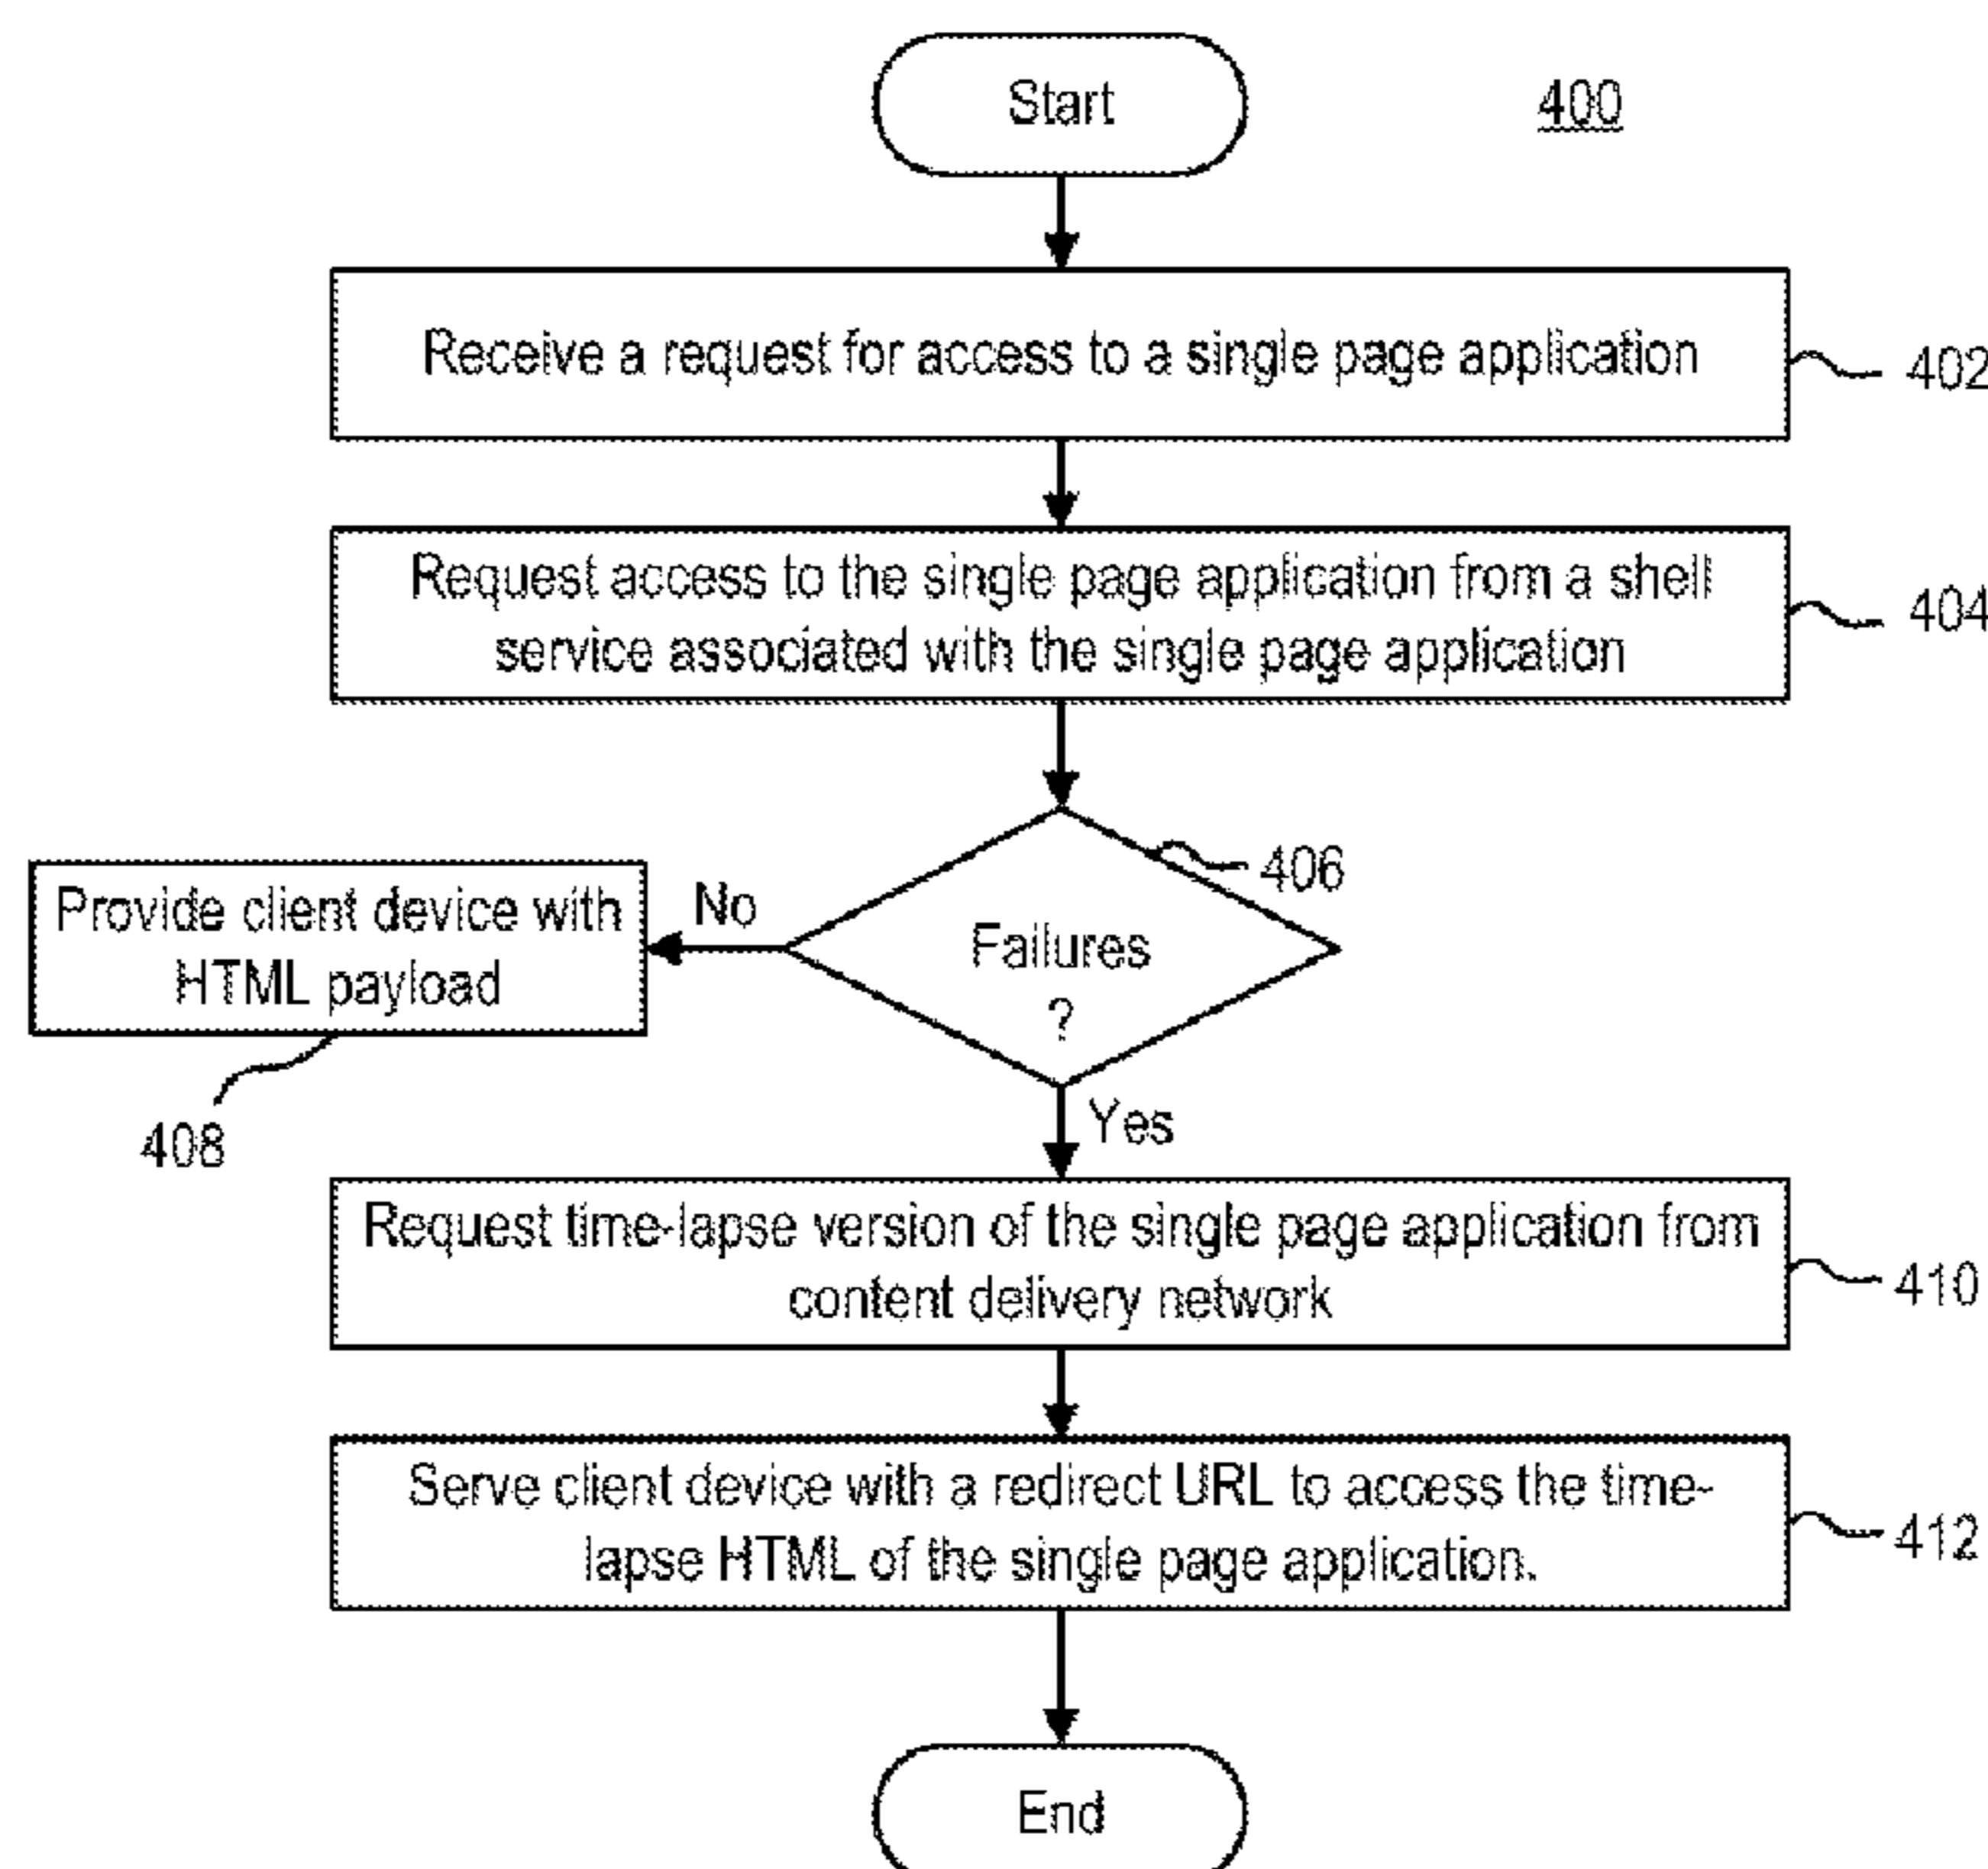 Start
400
Receive a request for access to a single page application
402
Request access to the single page application from a shell
service associated with the single page application
404
406
Failures
?
No
Provide client device with
HTML payload
408
Yes
Request time-lapse version of the single page application from
content delivery network
410
Serve client device with a redirect URL to access the time-
lapse HTML of the single page application.
412
End